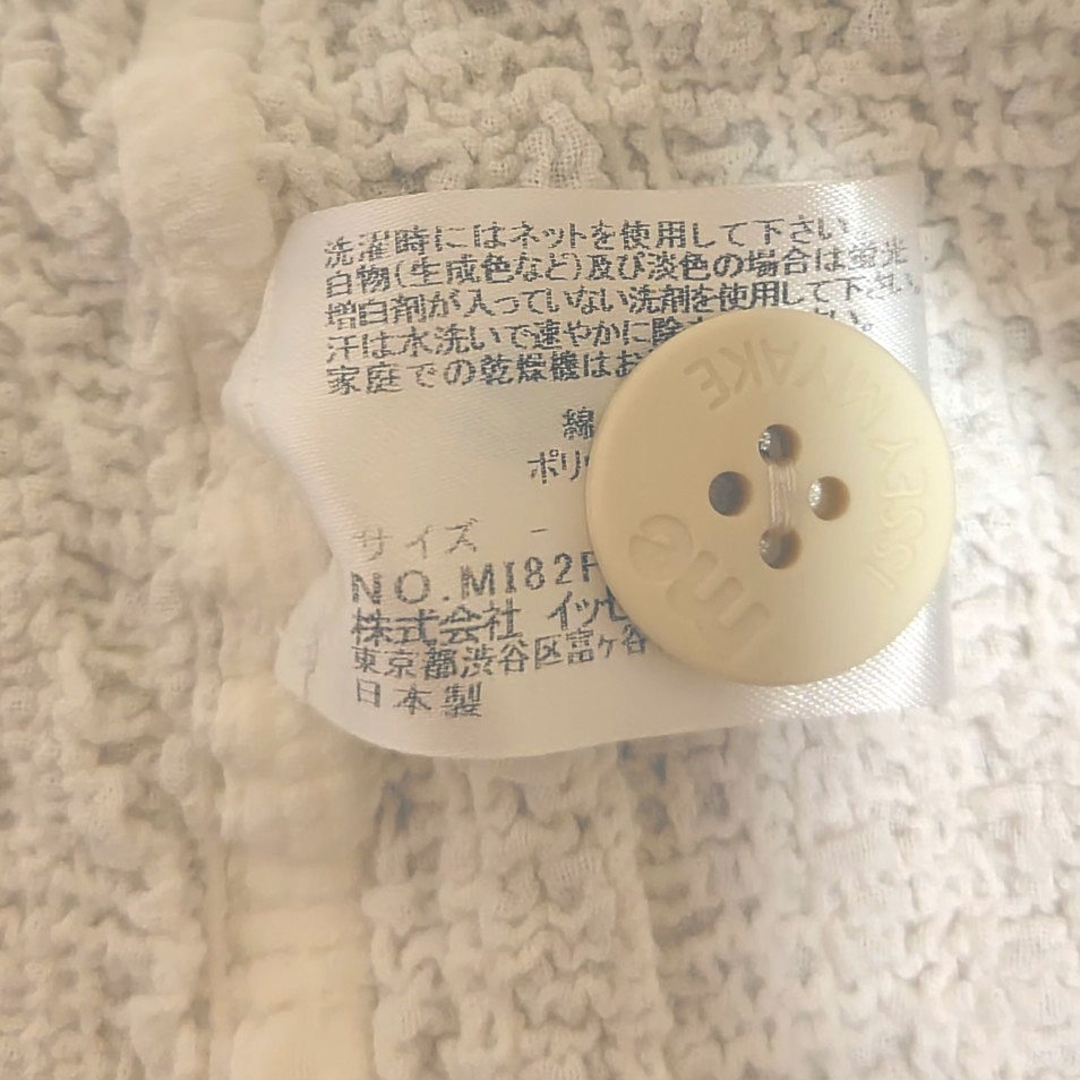 洗濯時にはネットを使用して下さい
白物(生成色など)及び淡色の場合は蛍光
増白剤が入っていない洗剤を使用して下さい。
汗は水洗いで速やかに除 さい。
家庭での乾燥機はお
綿
ポリ
サイズ -
NO.MI82F
株式会社 イッセ
東京都渋谷区富ヶ谷
日本製
me ISSEY MIYAKE